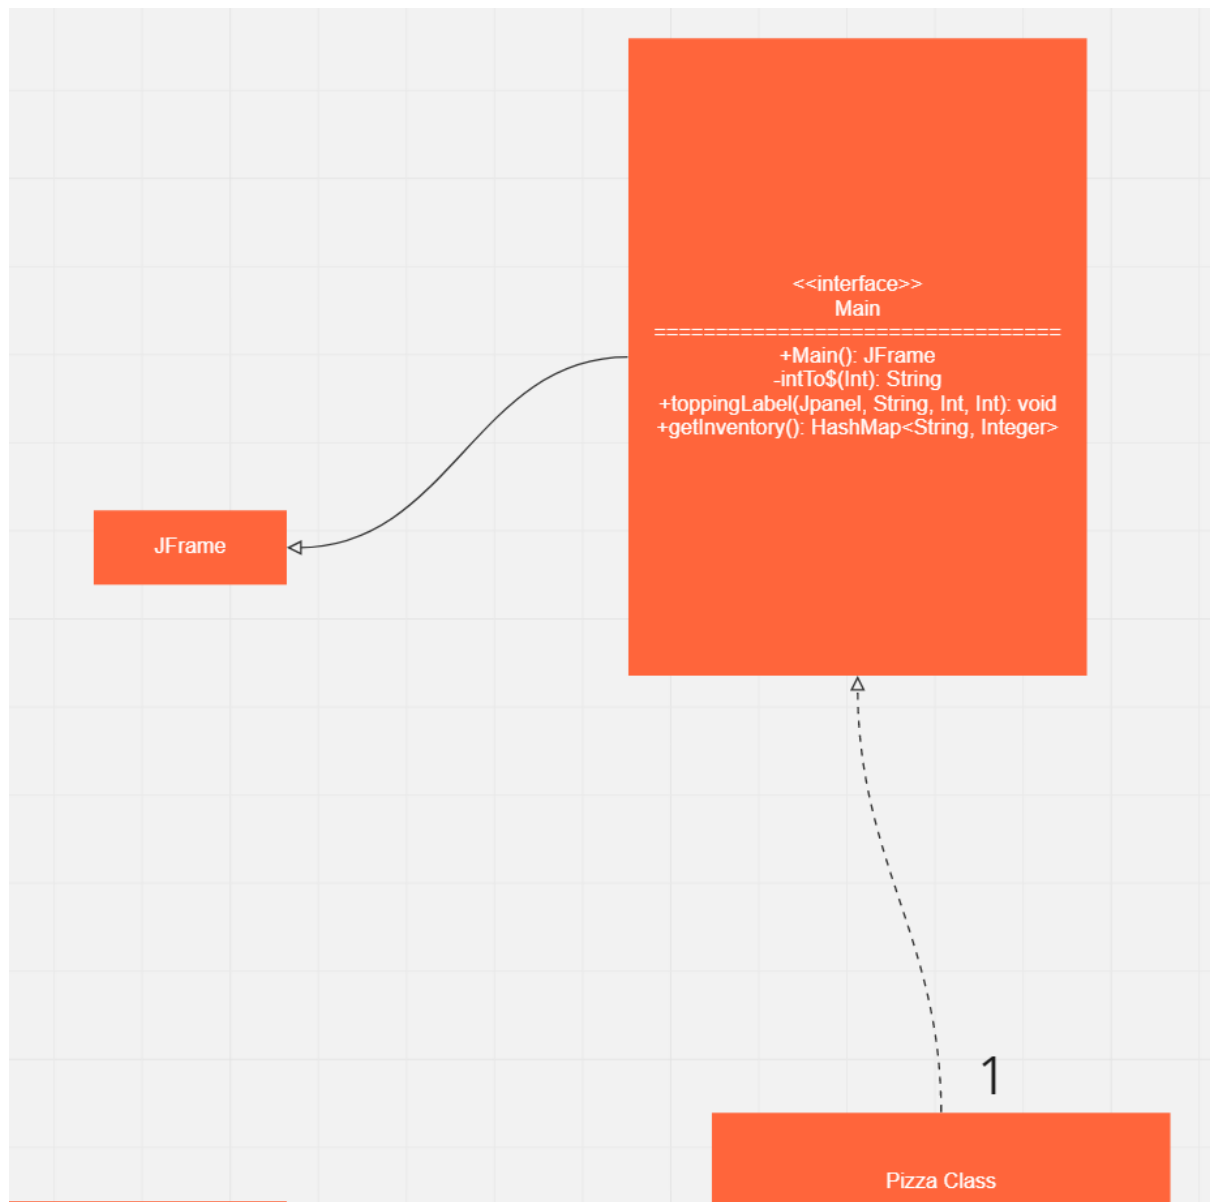 <<interface>>
Main
=================================
+Main(): JFrame
-intTo$(Int): String
+toppingLabel(Jpanel, String, Int, Int): void
+getInventory(): HashMap<String, Integer>
JFrame
1
Pizza Class